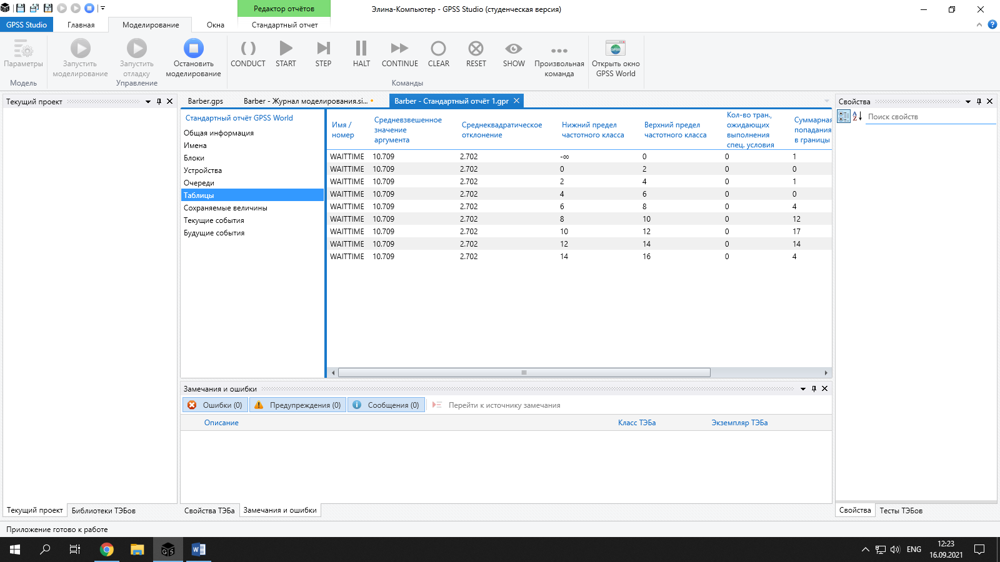 Редактор отчётов
Элина-Компьютер - GPSS Studio (студенческая версия)
GPSS Studio
Главная
Моделирование
Окна
Стандартный отчет
Параметры
Запустить
моделирование
Запустить
отладку
Остановить
моделирование
CONDUCT
START
STEP
HALT
CONTINUE
CLEAR
RESET
SHOW
Произвольная
команда
Открыть окно
GPSS World
Модель
Управление
Команды
Текущий проект
Barber.gps
Barber - Журнал моделирования.si...
Barber - Стандартный отчёт 1.gpr
Свойства
Поиск свойств
Стандартный отчёт GPSS World
Общая информация
Имена
Блоки
Устройства
Очереди
Таблицы
Сохраняемые величины
Текущие события
Будущие события
Имя /
номер
Средневзвешенное
значение
аргумента
Среднеквадратическое
отклонение
Нижний предел
частотного класса
Верхний предел
частотного класса
Кол-во тран.,
ожидающих
выполнения
спец. условия
Суммарная
попадания
в границы
WAITTIME 10.709 2.702 -∞ 0 0 1
WAITTIME 10.709 2.702 0 2 0 0
WAITTIME 10.709 2.702 2 4 0 1
WAITTIME 10.709 2.702 4 6 0 0
WAITTIME 10.709 2.702 6 8 0 4
WAITTIME 10.709 2.702 8 10 0 12
WAITTIME 10.709 2.702 10 12 0 17
WAITTIME 10.709 2.702 12 14 0 14
WAITTIME 10.709 2.702 14 16 0 4
Замечания и ошибки
Ошибки (0)
Предупреждения (0)
Сообщения (0)
Перейти к источнику замечания
Описание
Класс ТЭБа
Экземпляр ТЭБа
Текущий проект
Библиотеки ТЭБов
Свойства ТЭБа
Замечания и ошибки
Свойства
Тесты ТЭБов
Приложение готово к работе
ENG
12:23
16.09.2021